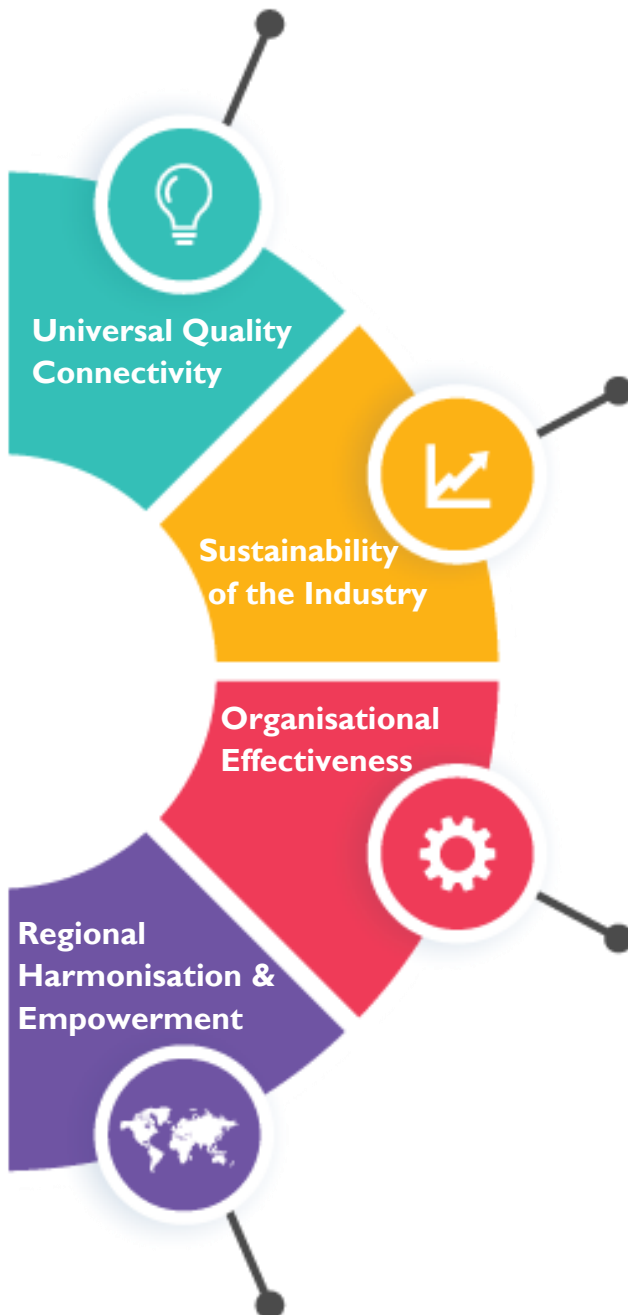 Universal Quality
Connectivity
Sustainability
of the Industry
Organisational
Effectiveness
Regional
Harmonisation &
Empowerment